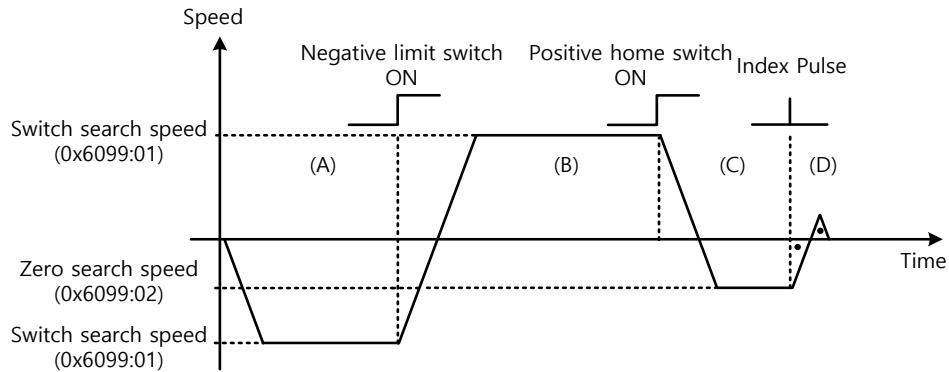 Speed
Negative limit switch
ON
Positive home switch
ON
Index Pulse
Switch search speed
(0x6099:01)
(A)
(B)
(C)
(D)
Time
Zero search speed
(0x6099:02)
Switch search speed
(0x6099:01)